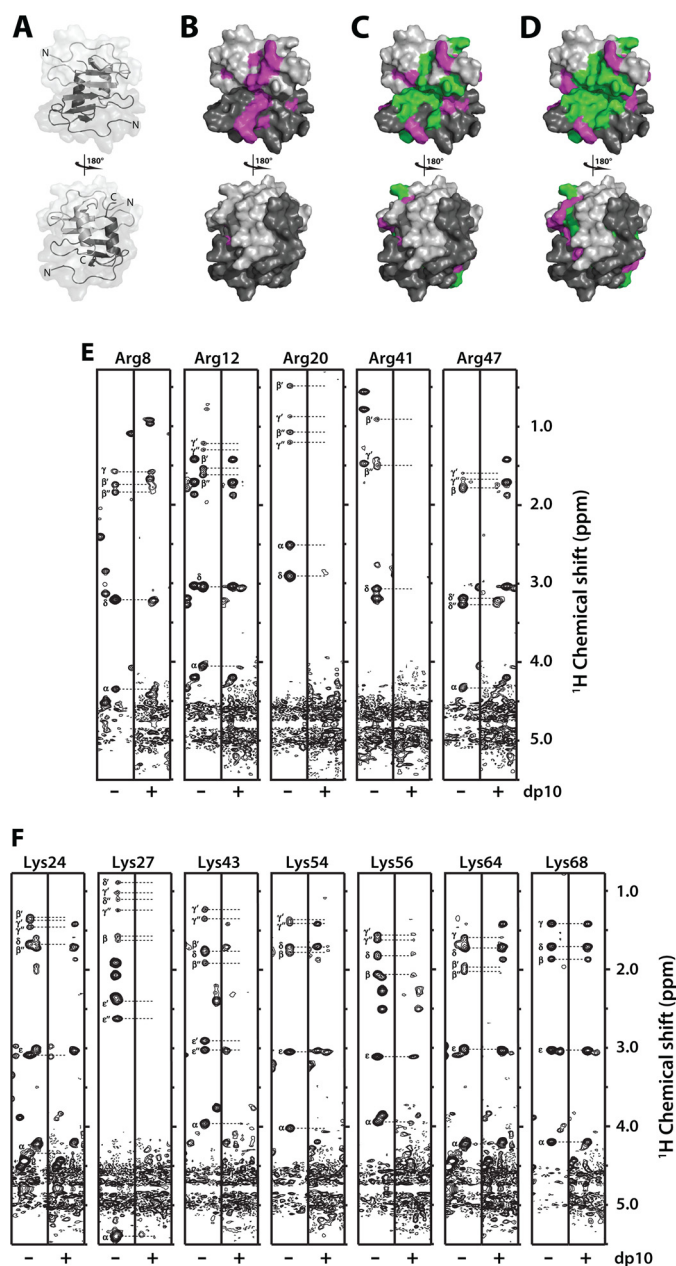 A B C D
N
N
180° 180° 180° 180°
C N
C
N
E
Arg8 Arg12 Arg20 Arg41 Arg47
β'
γ'
β''
γ''
α
δ
γ
β'
β''
δ
α
γ'
γ''
β'
β''
δ
α
β'
γ'
β''
δ
γ'
γ''
β
δ'
δ''
α
1.0
2.0
3.0
4.0
5.0
¹H Chemical shift (ppm)
– + – + – + – + – + dp10
F
Lys24 Lys27 Lys43 Lys54 Lys56 Lys64 Lys68
β'
γ'
γ''
δ
β''
ε
α
δ'
γ'
δ''
γ''
β
ε'
ε''
α
γ'
γ''
β'
δ
β''
ε'
ε''
α
γ'
γ''
δ
β
ε
α
γ'
γ''
δ
β
ε
α
γ
δ
β'
β''
ε
α
γ
δ
β
ε
α
1.0
2.0
3.0
4.0
5.0
¹H Chemical shift (ppm)
– + – + – + – + – + – + – + dp10